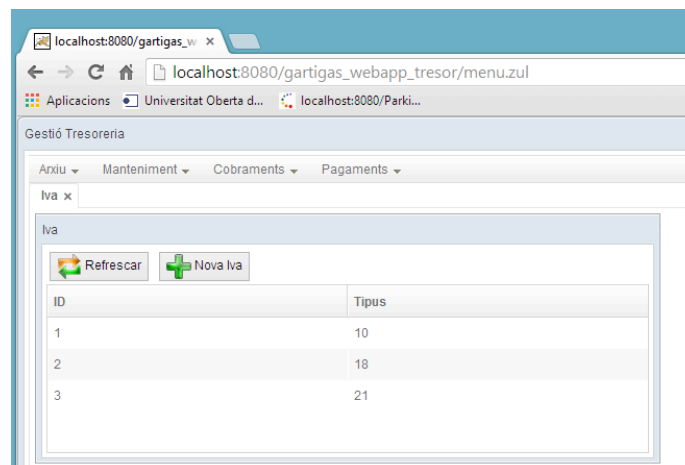 localhost:8080/gartigas_w
localhost:8080/gartigas_webapp_tresor/menu.zul
Aplicacions Universitat Oberta d... localhost:8080/Parki...
Gestió Tresoreria
Arxiu Manteniment Cobraments Pagaments
Iva
Iva
Refrescar Nova Iva
ID Tipus
1 10
2 18
3 21